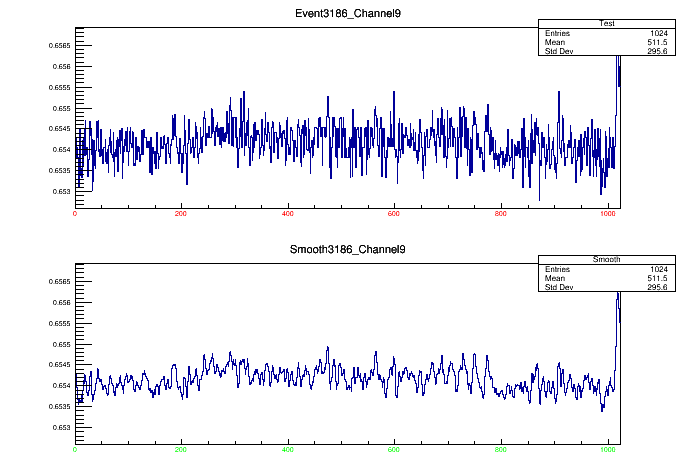 Event3186_Channel9
Test
Entries 1024
Mean 511.5
Std Dev 295.6
0.6565
0.656
0.6555
0.655
0.6545
0.654
0.6535
0.653
0 200 400 600 800 1000
Smooth3186_Channel9
Smooth
Entries 1024
Mean 511.5
Std Dev 295.6
0.6565
0.656
0.6555
0.655
0.6545
0.654
0.6535
0.653
0 200 400 600 800 1000